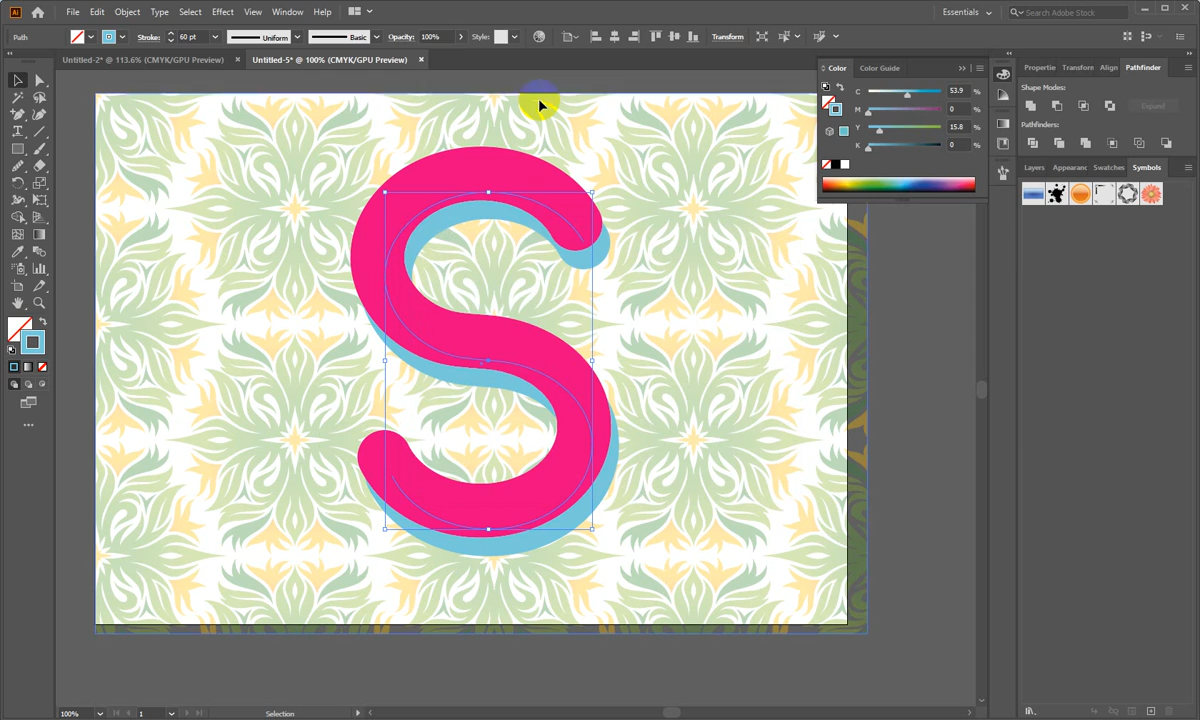 Ai File Edit Object Type Select Effect View Window Help Essentials Search Adobe Stock
Path Stroke: 60 pt Uniform Basic Opacity: 100% Style: Transform
Untitled-2* @ 113.6% (CMYK/GPU Preview) × Untitled-5* @ 100% (CMYK/GPU Preview) ×
Color Color Guide
C 53.9 %
M 0 %
Y 15.8 %
K 0 %
Propertie Transform Align Pathfinder
Shape Modes:
Expand
Pathfinders:
Layers Appearanc Swatches Symbols
S
100% 1 Selection